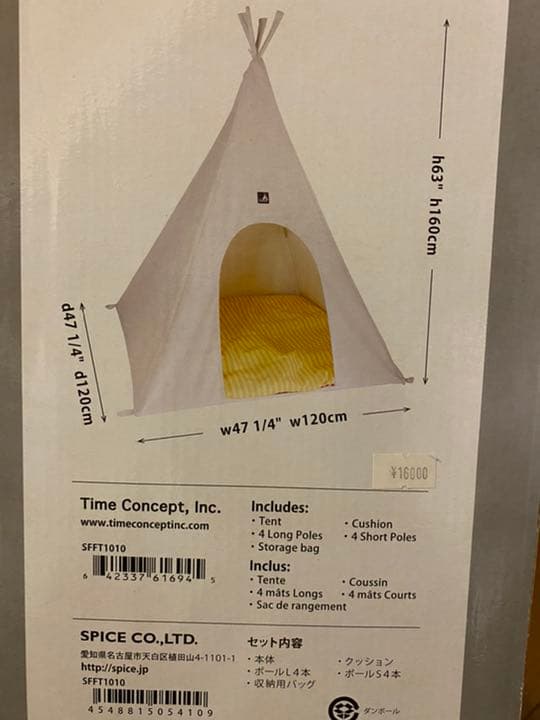 h63" h160cm
d47 1/4" d120cm
w47 1/4" w120cm
¥16000
Time Concept, Inc.
www.timeconceptinc.com
SFFT1010
6 42337 61694 5
Includes:
・Tent
・Cushion
・4 Long Poles
・4 Short Poles
・Storage bag
Inclus:
・Tente
・Coussin
・4 mâts Longs
・4 mâts Courts
・Sac de rangement
SPICE CO.,LTD.
愛知県名古屋市天白区植田山4-1101-1
http://spice.jp
SFFT1010
4548815054109
セット内容
・本体
・クッション
・ポールL4本
・ポールS4本
・収納用バッグ
ダンボール